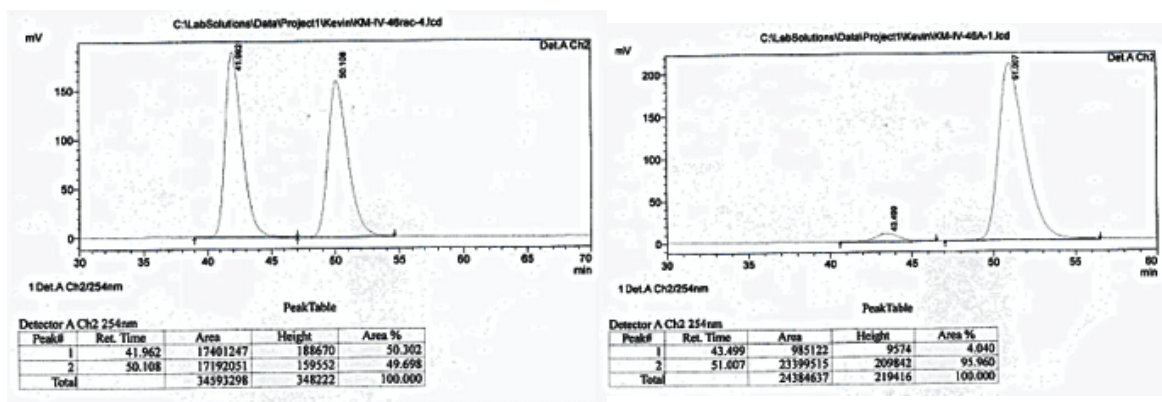 C:\LabSolutions\Data\Project1\Kevin\KM-IV-46rec-4.lcd
mV
Det.A Ch2
41.962
50.108
150
100
50
0
30 35 40 45 50 55 60 65 70
min
1 Det.A Ch2/254nm
PeakTable
Detector A Ch2 254nm
Peak# Ret. Time Area Height Area %
1 41.962 17401247 188670 50.302
2 50.108 17192051 159552 49.698
Total 34593298 348222 100.000
C:\LabSolutions\Data\Project1\Kevin\KM-IV-46A-1.lcd
mV
Det.A Ch2
43.499
51.007
200
150
100
50
0
30 35 40 45 50 55 60
min
1 Det.A Ch2/254nm
PeakTable
Detector A Ch2 254nm
Peak# Ret. Time Area Height Area %
1 43.499 985122 9574 4.040
2 51.007 23399515 209842 95.960
Total 24384637 219416 100.000